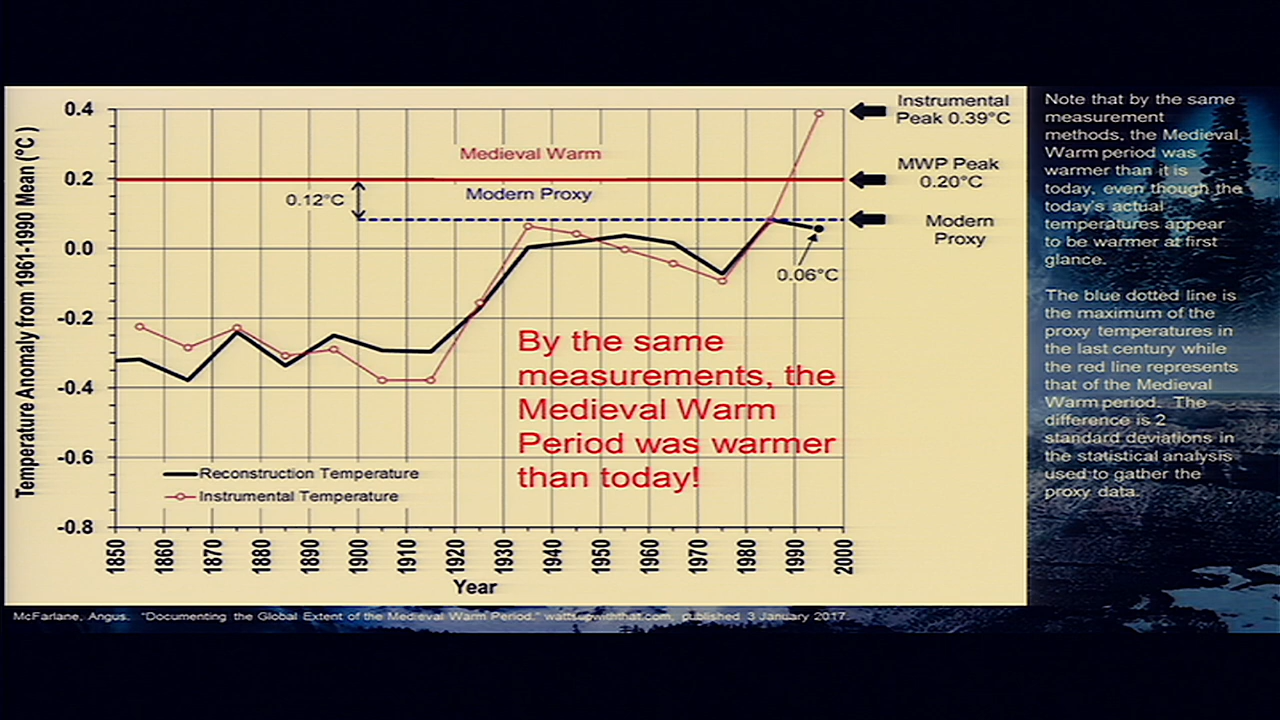 Temperature Anomaly from 1961-1990 Mean (°C)
0.4
0.2
0.0
-0.2
-0.4
-0.6
-0.8
Medieval Warm
0.12°C
Modern Proxy
0.06°C
By the same
measurements, the
Medieval Warm
Period was warmer
than today!
Reconstruction Temperature
Instrumental Temperature
1850 1860 1870 1880 1890 1900 1910 1920 1930 1940 1950 1960 1970 1980 1990 2000
Year
Instrumental
Peak 0.39°C
MWP Peak
0.20°C
Modern
Proxy
Note that by the same
measurement
methods, the Medieval
Warm period was
warmer than it is
today, even though the
today's actual
temperatures appear
to be warmer at first
glance.
The blue dotted line is
the maximum of the
proxy temperatures in
the last century while
the red line represents
that of the Medieval
Warm period. The
difference is 2
standard deviations in
the statistical analysis
used to gather the
proxy data.
McFarlane, Angus. "Documenting the Global Extent of the Medieval Warm Period." wattsupwiththat.com, published 3 January 2017